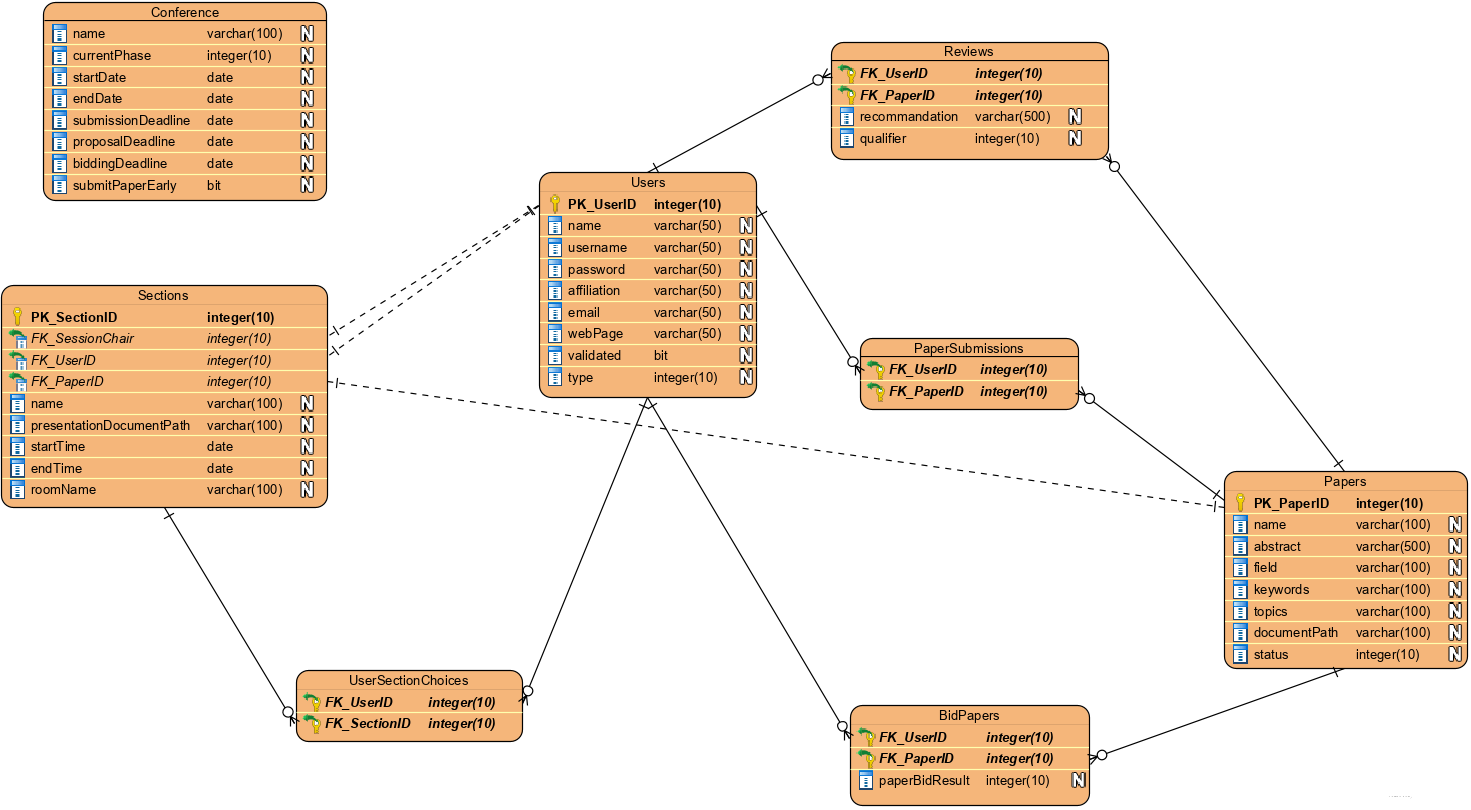 Conference
name varchar(100) N
currentPhase integer(10) N
startDate date N
endDate date N
submissionDeadline date N
proposalDeadline date N
biddingDeadline date N
submitPaperEarly bit N
Reviews
FK_UserID integer(10)
FK_PaperID integer(10)
recommandation varchar(500) N
qualifier integer(10) N
Users
PK_UserID integer(10)
name varchar(50) N
username varchar(50) N
password varchar(50) N
affiliation varchar(50) N
email varchar(50) N
webPage varchar(50) N
validated bit N
type integer(10) N
Sections
PK_SectionID integer(10)
FK_SessionChair integer(10)
FK_UserID integer(10)
FK_PaperID integer(10)
name varchar(100) N
presentationDocumentPath varchar(100) N
startTime date N
endTime date N
roomName varchar(100) N
PaperSubmissions
FK_UserID integer(10)
FK_PaperID integer(10)
Papers
PK_PaperID integer(10)
name varchar(100) N
abstract varchar(500) N
field varchar(100) N
keywords varchar(100) N
topics varchar(100) N
documentPath varchar(100) N
status integer(10) N
UserSectionChoices
FK_UserID integer(10)
FK_SectionID integer(10)
BidPapers
FK_UserID integer(10)
FK_PaperID integer(10)
paperBidResult integer(10) N